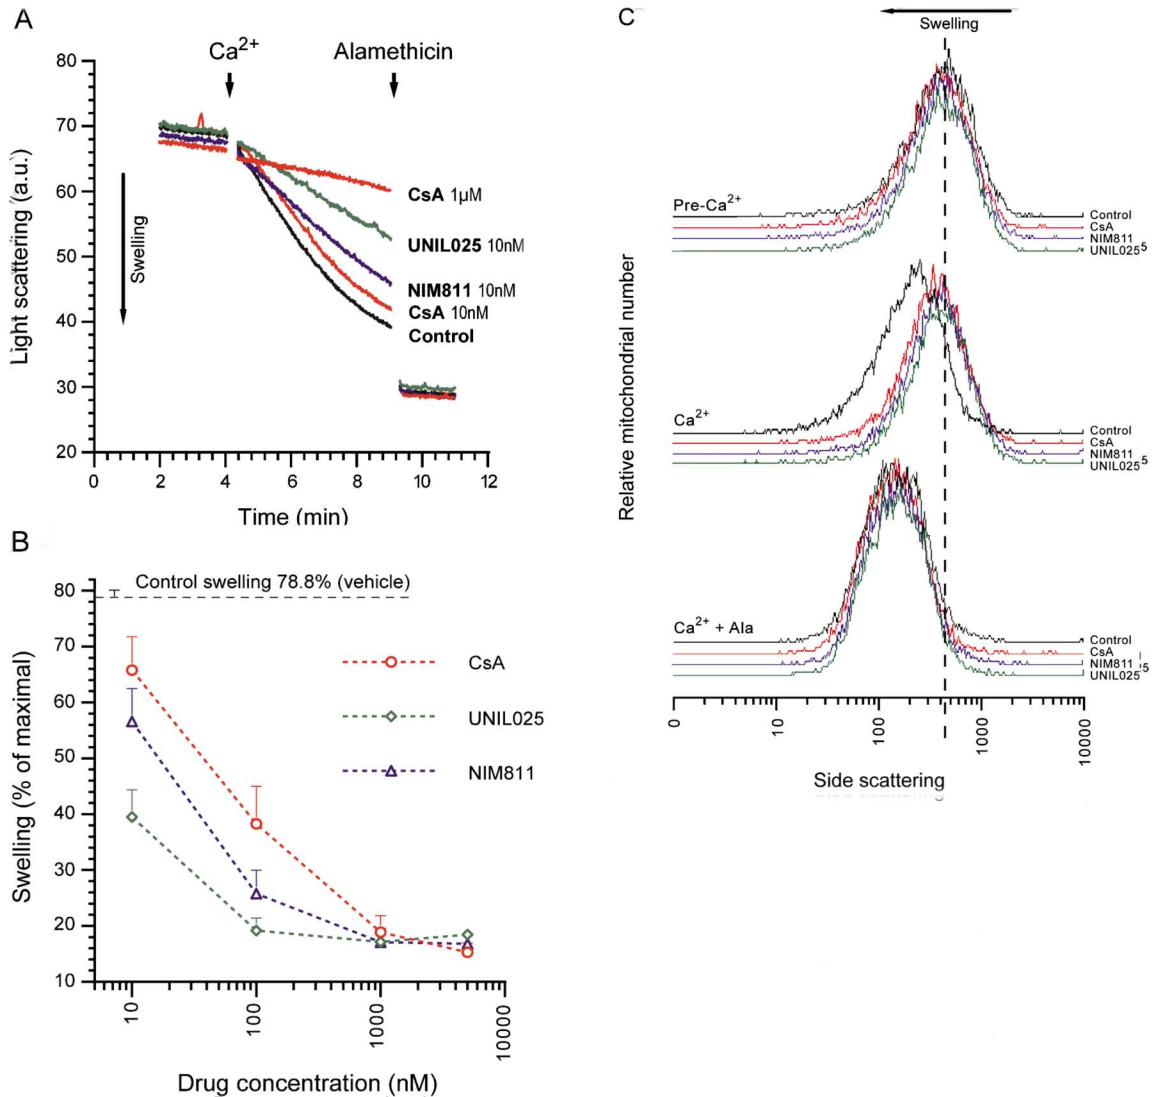 A
Ca2+
Alamethicin
80
70
60
50
40
30
20
Light scattering (a.u.)
Swelling
CsA 1µM
UNIL025 10nM
NIM811 10nM
CsA 10nM
Control
0
2
4
6
8
10
12
Time (min)
B
Control swelling 78.8% (vehicle)
80
70
60
50
40
30
20
10
Swelling (% of maximal)
CsA
UNIL025
NIM811
10
100
1000
10000
Drug concentration (nM)
C
Swelling
Relative mitochondrial number
Pre-Ca2+
Control
CsA
NIM811
UNIL025 5
Ca2+
Control
CsA
NIM811
UNIL025 5
Ca2+ + Ala
Control
CsA
NIM811
UNIL025 5
0
10
100
1000
10000
Side scattering